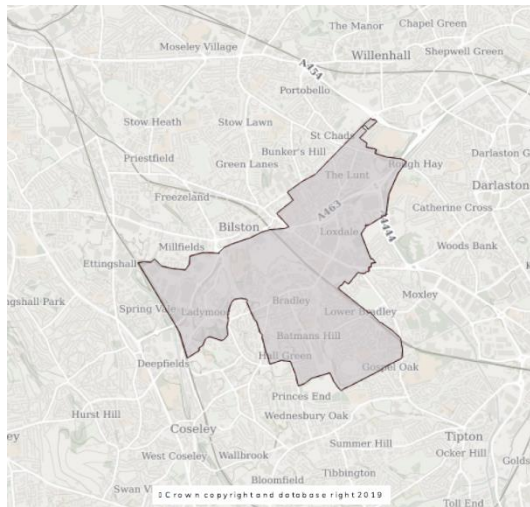 The Manor
Chapel Green
Moseley Village
Willenhall
Shepwell Green
A454
Portobello
Stow Heath
Stow Lawn
St Chads
Priestfield
Bunker's Hill
Rough Hay
Darlaston G
Green Lanes
The Lunt
Darlaston
Freezeland
A463
Catherine Cross
Bilston
Loxdale
A4444
Millfields
Woods Bank
Ettingshall
Moxley
ngshall Park
Spring Vale
Ladymoor
Bradley
Lower Bradley
Batmans Hill
Deepfields
Hall Green
Gospel Oak
Princes End
Hurst Hill
Wednesbury Oak
ey
Coseley
Summer Hill
Tipton
West Coseley
Wallbrook
Ocker Hill
Tibbington
Golds
Swan V
Bloomfield
Toll End
Crown copyright and database right 2019